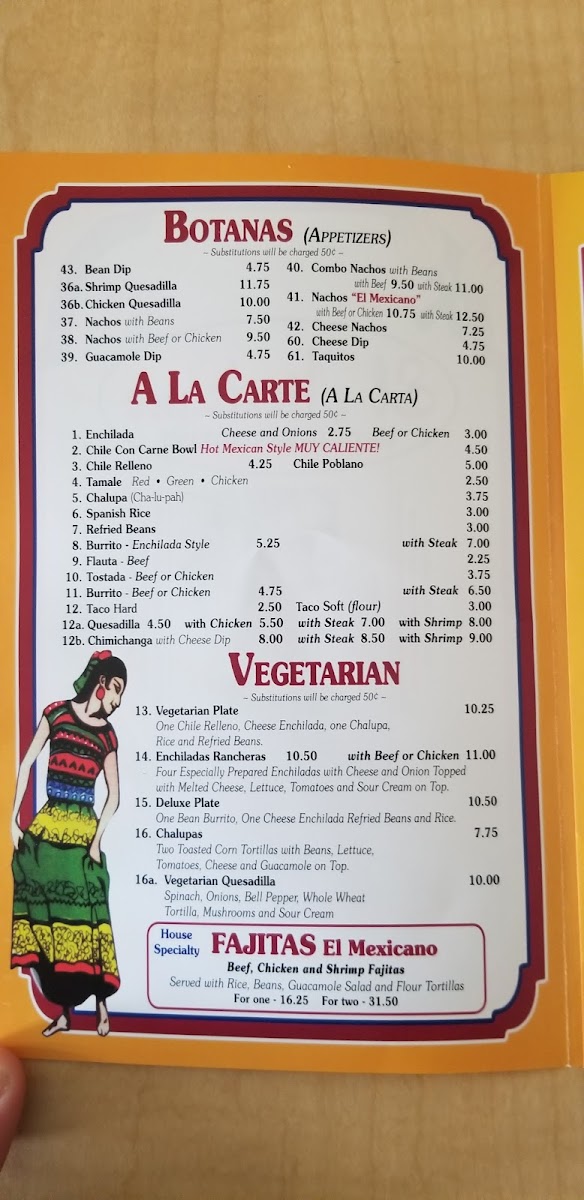 BOTANAS (APPETIZERS)
~ Substitutions will be charged 50¢ ~
43. Bean Dip 4.75
36a. Shrimp Quesadilla 11.75
36b. Chicken Quesadilla 10.00
37. Nachos with Beans 7.50
38. Nachos with Beef or Chicken 9.50
39. Guacamole Dip 4.75
40. Combo Nachos with Beans
with Beef 9.50 with Steak 11.00
41. Nachos "El Mexicano"
with Beef or Chicken 10.75 with Steak 12.50
42. Cheese Nachos 7.25
60. Cheese Dip 4.75
61. Taquitos 10.00
A LA CARTE (A LA CARTA)
~ Substitutions will be charged 50¢ ~
1. Enchilada Cheese and Onions 2.75 Beef or Chicken 3.00
2. Chile Con Carne Bowl Hot Mexican Style MUY CALIENTE! 4.50
3. Chile Relleno 4.25 Chile Poblano 5.00
4. Tamale Red • Green • Chicken 2.50
5. Chalupa (Cha-lu-pah) 3.75
6. Spanish Rice 3.00
7. Refried Beans 3.00
8. Burrito - Enchilada Style 5.25 with Steak 7.00
9. Flauta - Beef 2.25
10. Tostada - Beef or Chicken 3.75
11. Burrito - Beef or Chicken 4.75 with Steak 6.50
12. Taco Hard 2.50 Taco Soft (flour) 3.00
12a. Quesadilla 4.50 with Chicken 5.50 with Steak 7.00 with Shrimp 8.00
12b. Chimichanga with Cheese Dip 8.00 with Steak 8.50 with Shrimp 9.00
VEGETARIAN
~ Substitutions will be charged 50¢ ~
13. Vegetarian Plate 10.25
One Chile Relleno, Cheese Enchilada, one Chalupa,
Rice and Refried Beans.
14. Enchiladas Rancheras 10.50 with Beef or Chicken 11.00
Four Especially Prepared Enchiladas with Cheese and Onion Topped
with Melted Cheese, Lettuce, Tomatoes and Sour Cream on Top.
15. Deluxe Plate 10.50
One Bean Burrito, One Cheese Enchilada Refried Beans and Rice.
16. Chalupas 7.75
Two Toasted Corn Tortillas with Beans, Lettuce,
Tomatoes, Cheese and Guacamole on Top.
16a. Vegetarian Quesadilla 10.00
Spinach, Onions, Bell Pepper, Whole Wheat
Tortilla, Mushrooms and Sour Cream
House
Specialty
FAJITAS El Mexicano
Beef, Chicken and Shrimp Fajitas
Served with Rice, Beans, Guacamole Salad and Flour Tortillas
For one - 16.25 For two - 31.50